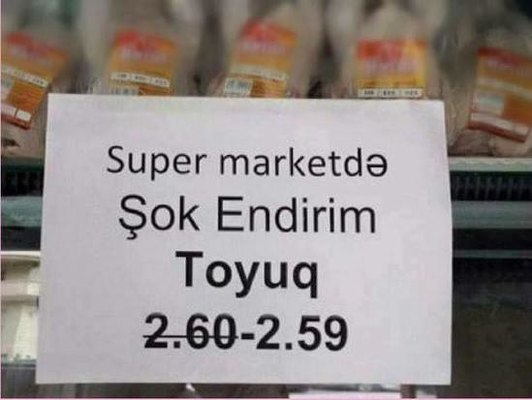 Super marketdə
Şok Endirim
Toyuq
2.60-2.59